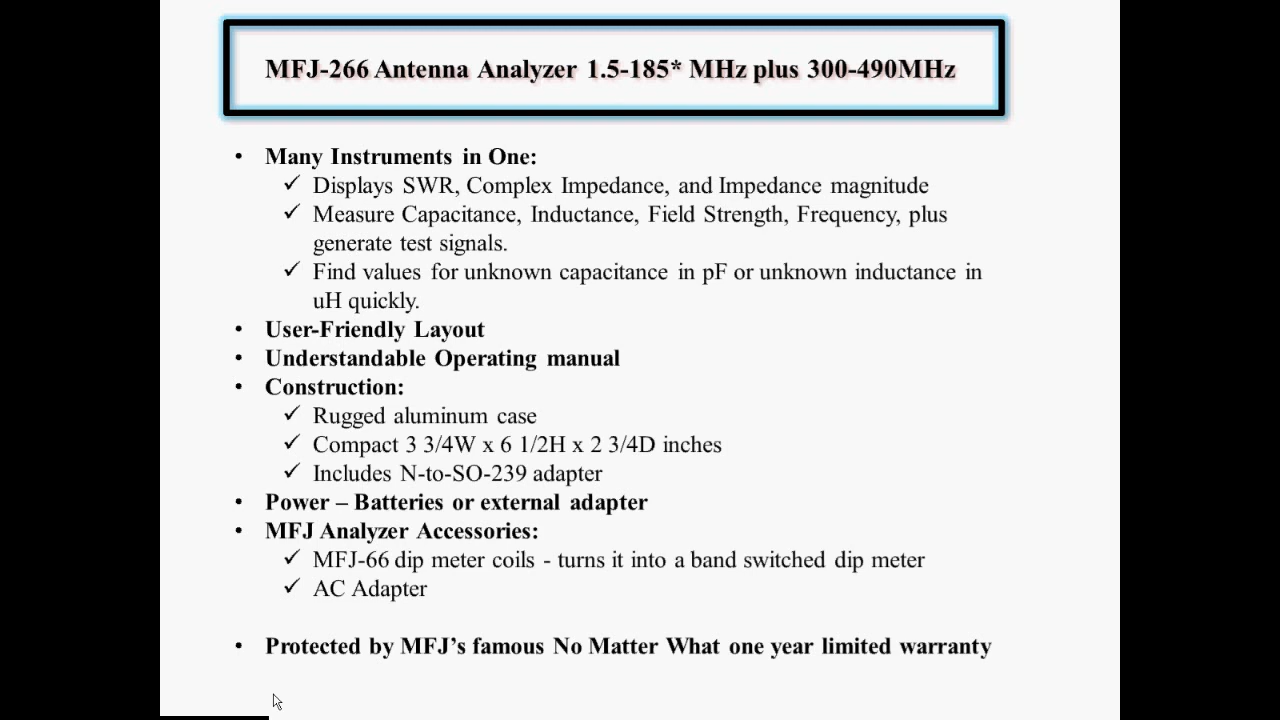 MFJ-266 Antenna Analyzer 1.5-185* MHz plus 300-490MHz
• Many Instruments in One:
✓ Displays SWR, Complex Impedance, and Impedance magnitude
✓ Measure Capacitance, Inductance, Field Strength, Frequency, plus
generate test signals.
✓ Find values for unknown capacitance in pF or unknown inductance in
uH quickly.
• User-Friendly Layout
• Understandable Operating manual
• Construction:
✓ Rugged aluminum case
✓ Compact 3 3/4W x 6 1/2H x 2 3/4D inches
✓ Includes N-to-SO-239 adapter
• Power – Batteries or external adapter
• MFJ Analyzer Accessories:
✓ MFJ-66 dip meter coils - turns it into a band switched dip meter
✓ AC Adapter
• Protected by MFJ’s famous No Matter What one year limited warranty